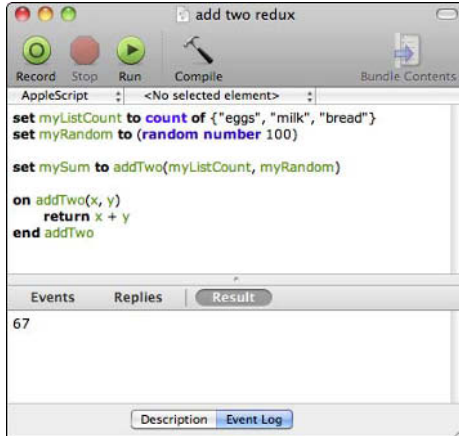 add two redux
Record Stop Run Compile Bundle Contents
AppleScript <No selected element>
set myListCount to count of {"eggs", "milk", "bread"}
set myRandom to (random number 100)
set mySum to addTwo(myListCount, myRandom)
on addTwo(x, y)
return x + y
end addTwo
Events Replies Result
67
Description Event Log